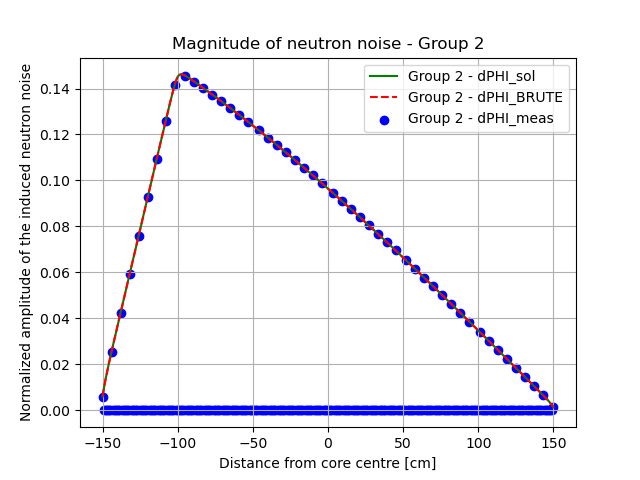 Magnitude of neutron noise - Group 2
Normalized amplitude of the induced neutron noise
0.14
0.12
0.10
0.08
0.06
0.04
0.02
0.00
Group 2 - dPHI_sol
Group 2 - dPHI_BRUTE
Group 2 - dPHI_meas
−150 −100 −50 0 50 100 150
Distance from core centre [cm]